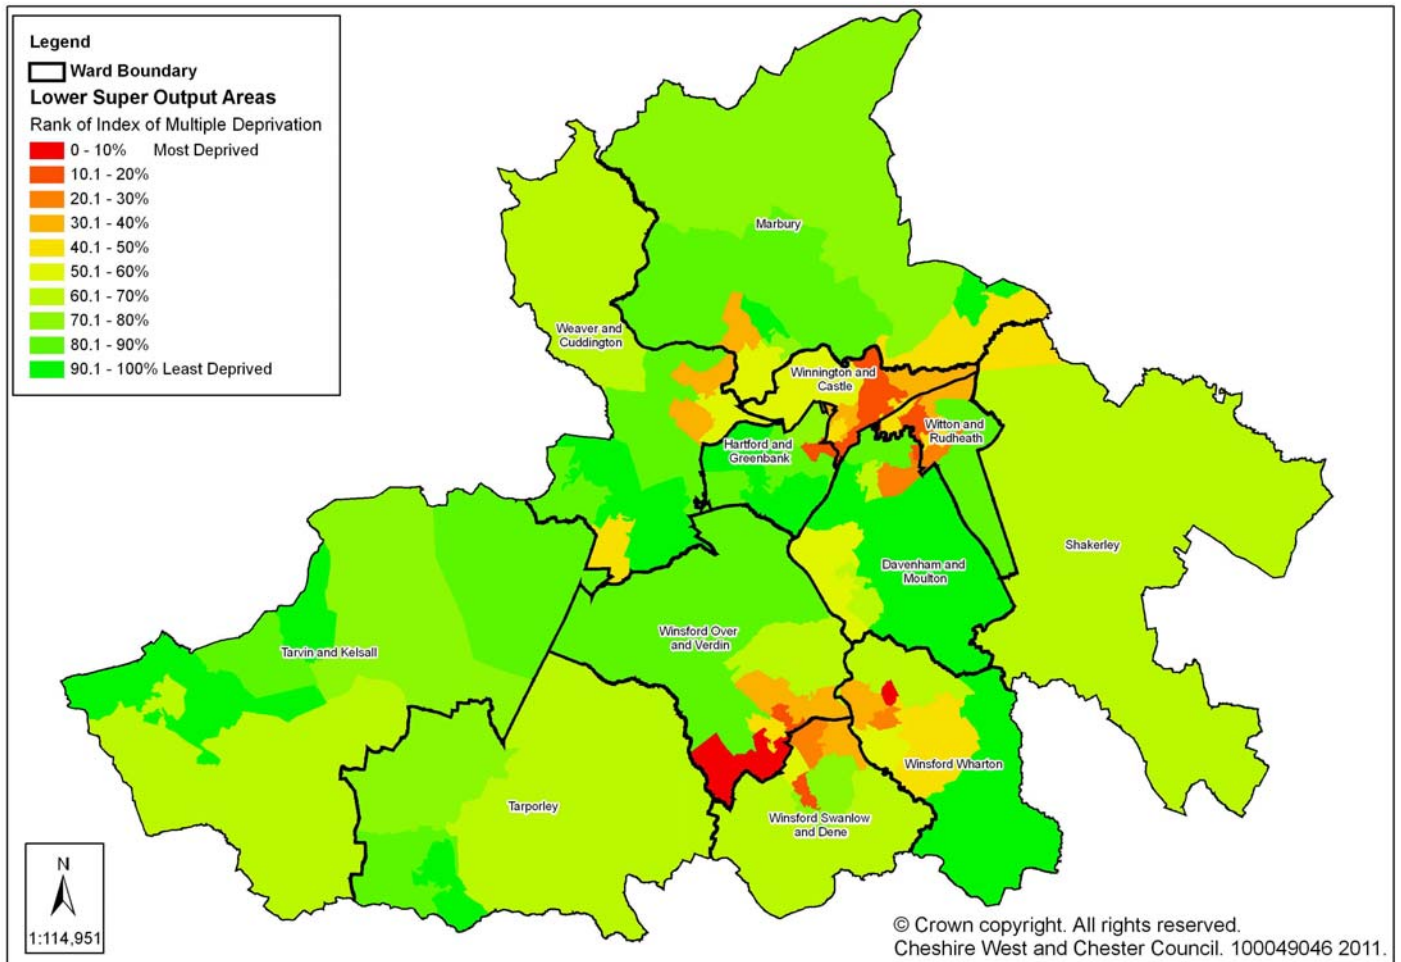 Legend
Ward Boundary
Lower Super Output Areas
Rank of Index of Multiple Deprivation
0 - 10% Most Deprived
10.1 - 20%
20.1 - 30%
30.1 - 40%
40.1 - 50%
50.1 - 60%
60.1 - 70%
70.1 - 80%
80.1 - 90%
90.1 - 100% Least Deprived
Marbury
Weaver and
Cuddington
Winnington and
Castle
Witton and
Rudheath
Hartford and
Greenbank
Shakerley
Davenham and
Moulton
Winsford Over
and Verdin
Tarvin and Kelsall
Winsford Wharton
Tarporley
Winsford Swanlow
and Dene
N
1:114,951
© Crown copyright. All rights reserved.
Cheshire West and Chester Council. 100049046 2011.